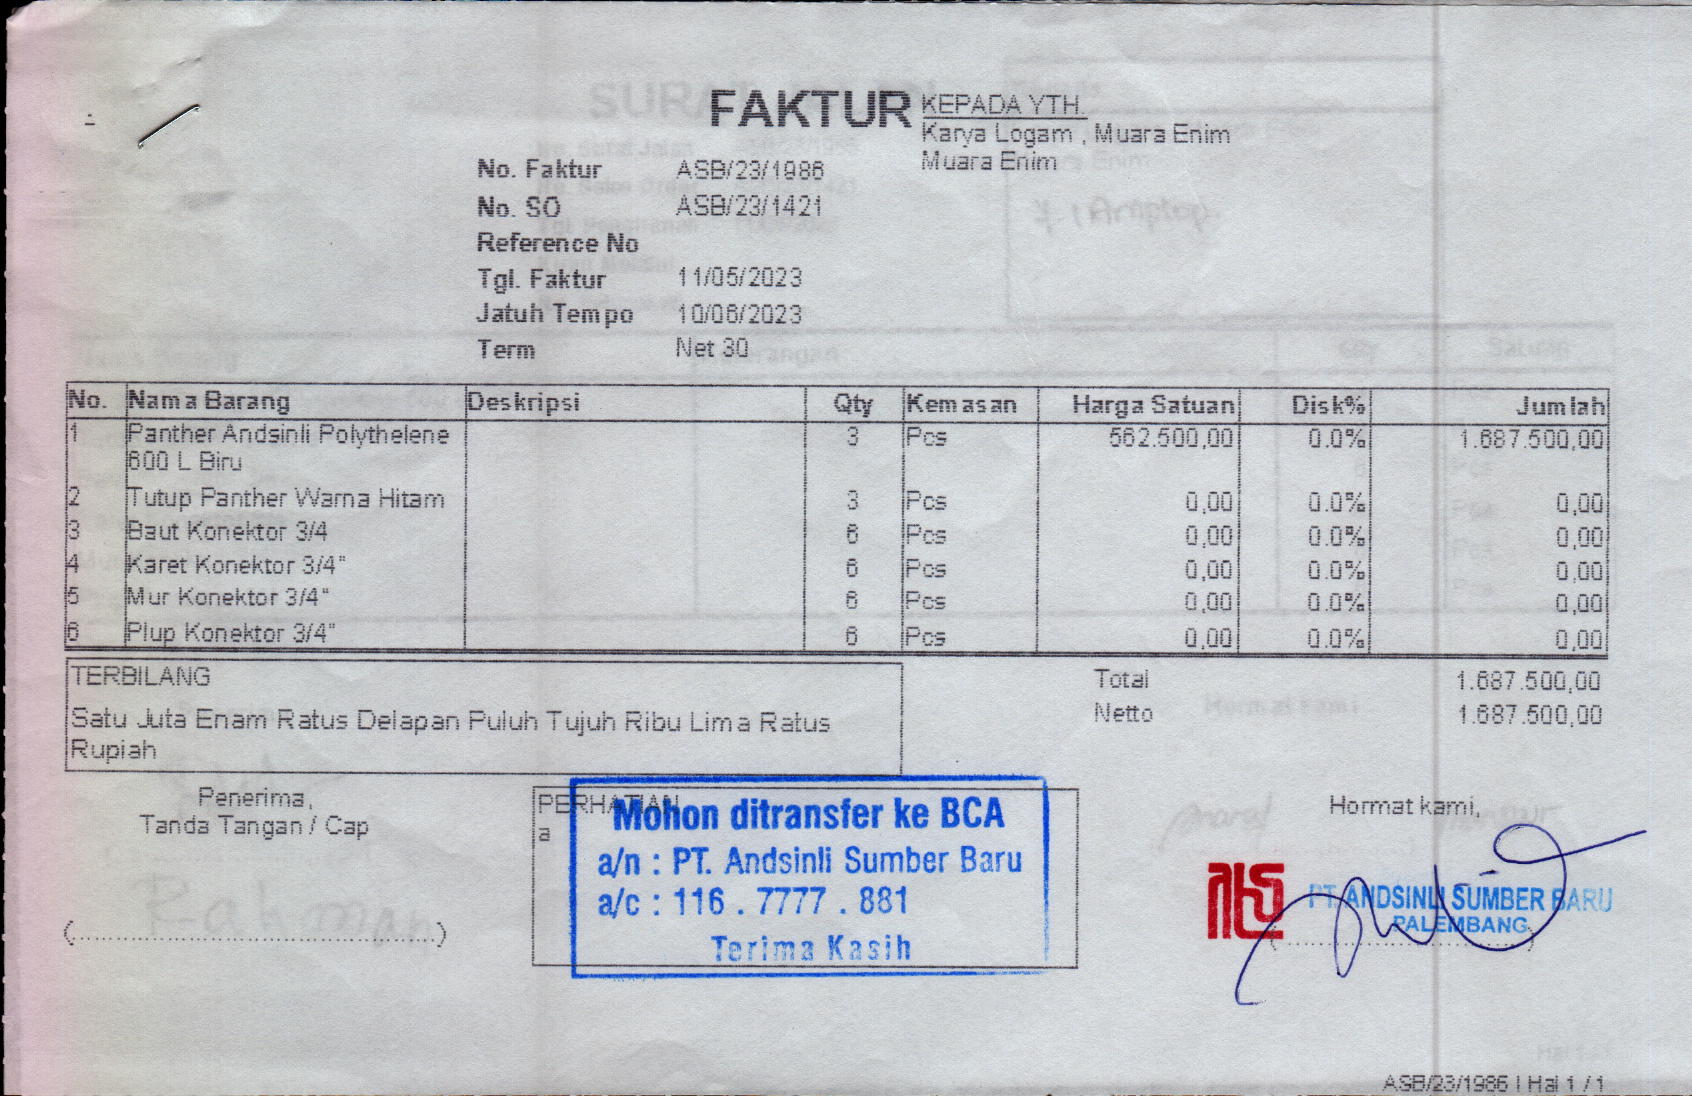 FAKTUR
KEPADA YTH.
Karya Logam , Muara Enim
Muara Enim
No. Faktur ASB/23/1986
No. SO ASB/23/1421
Reference No
Tgl. Faktur 11/05/2023
Jatuh Tempo 10/06/2023
Term Net 30
No. Nama Barang Deskripsi Qty Kemasan Harga Satuan Disk% Jumlah
1 Panther Andsinli Polythelene 3 Pcs 562.500,00 0.0% 1.687.500,00
600 L Biru
2 Tutup Panther Warna Hitam 3 Pcs 0,00 0.0% 0,00
3 Baut Konektor 3/4 6 Pcs 0,00 0.0% 0,00
4 Karet Konektor 3/4" 6 Pcs 0,00 0.0% 0,00
5 Mur Konektor 3/4" 6 Pcs 0,00 0.0% 0,00
6 Plup Konektor 3/4" 6 Pcs 0,00 0.0% 0,00
TERBILANG
Satu Juta Enam Ratus Delapan Puluh Tujuh Ribu Lima Ratus
Rupiah
Total 1.687.500,00
Netto 1.687.500,00
Penerima,
Tanda Tangan / Cap
Rahman
(..................................................)
PERHATIAN
a
Mohon ditransfer ke BCA
a/n : PT. Andsinli Sumber Baru
a/c : 116 . 7777 . 881
Terima Kasih
Hormat kami,
PT. ANDSINLI SUMBER BARU
PALEMBANG
ASB/23/1986 | Hal 1 / 1